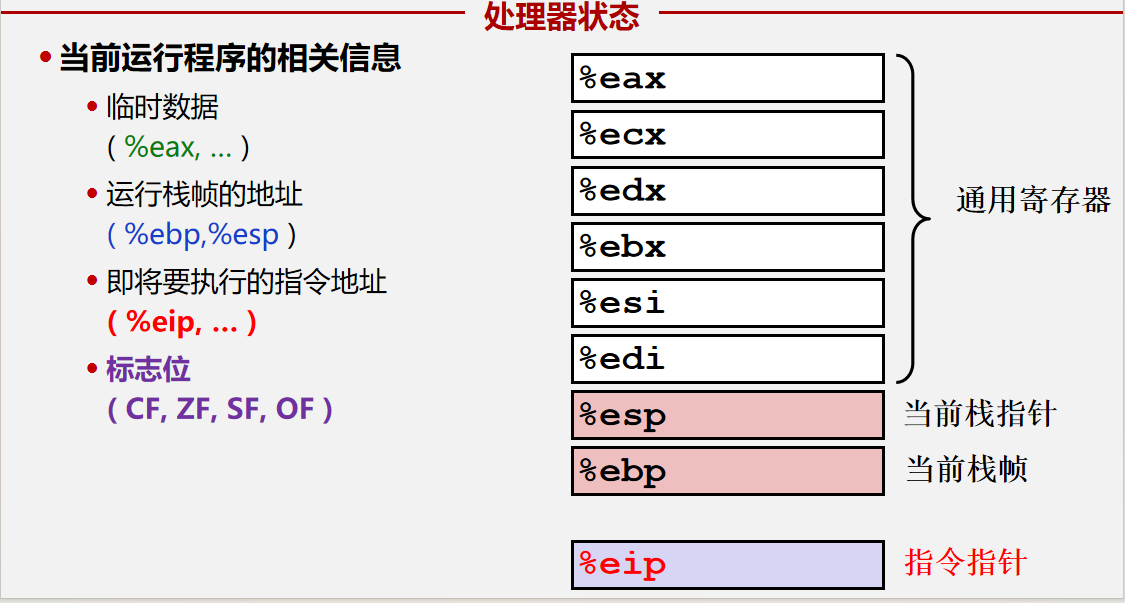 处理器状态
当前运行程序的相关信息
临时数据
( %eax, … )
运行栈帧的地址
( %ebp,%esp )
即将要执行的指令地址
( %eip, … )
标志位
( CF, ZF, SF, OF )
%eax
%ecx
%edx
%ebx
%esi
%edi
通用寄存器
%esp
当前栈指针
%ebp
当前栈帧
%eip
指令指针